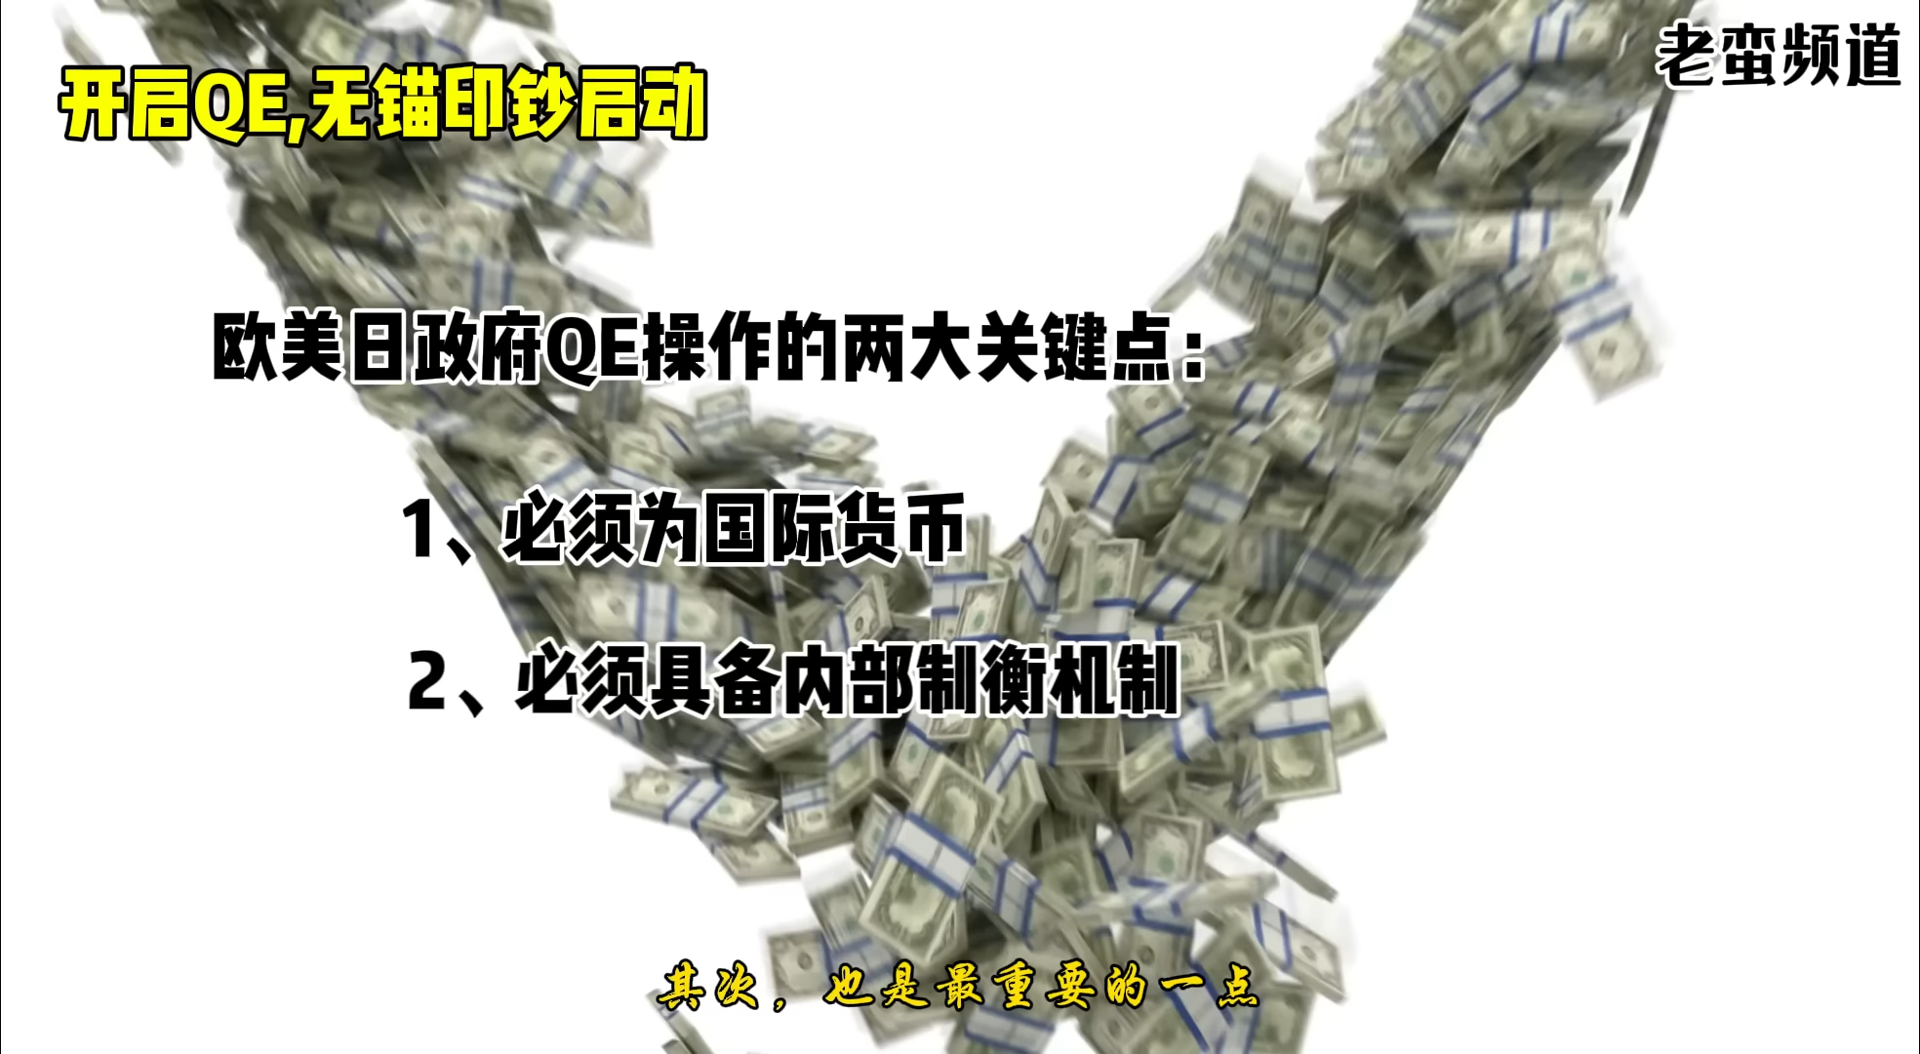 老蛮频道
开启QE,无锚印钞启动
欧美日政府QE操作的两大关键点：
1、必须为国际货币
2、必须具备内部制衡机制
其次，也是最重要的一点